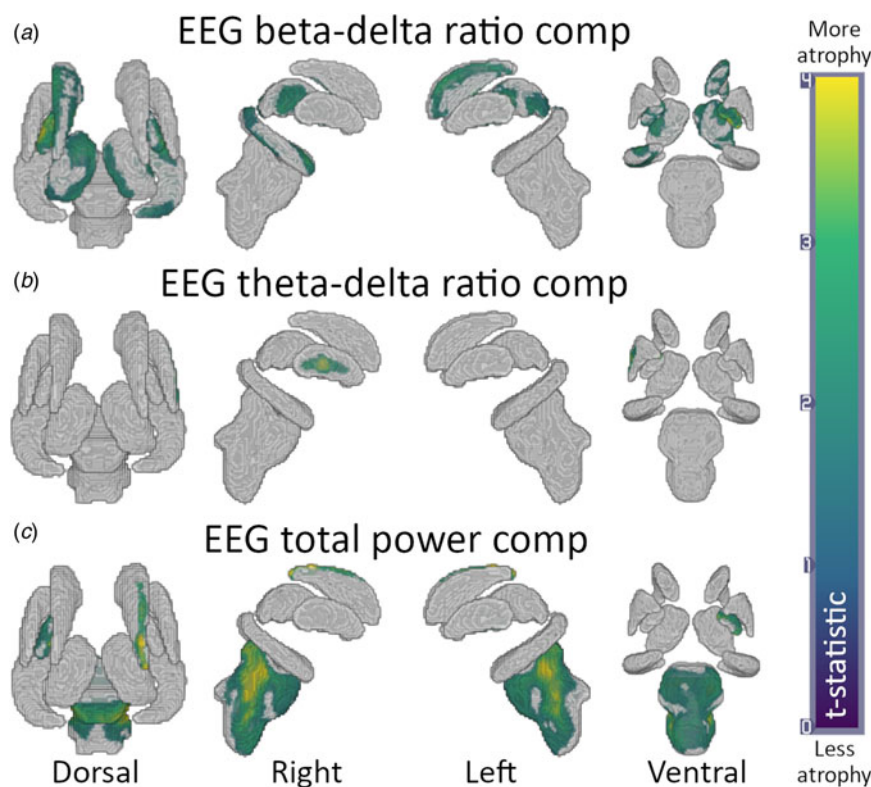 (a)
EEG beta-delta ratio comp
More
atrophy
4
3
(b)
EEG theta-delta ratio comp
2
(c)
EEG total power comp
1
t-statistic
0
Dorsal
Right
Left
Ventral
Less
atrophy